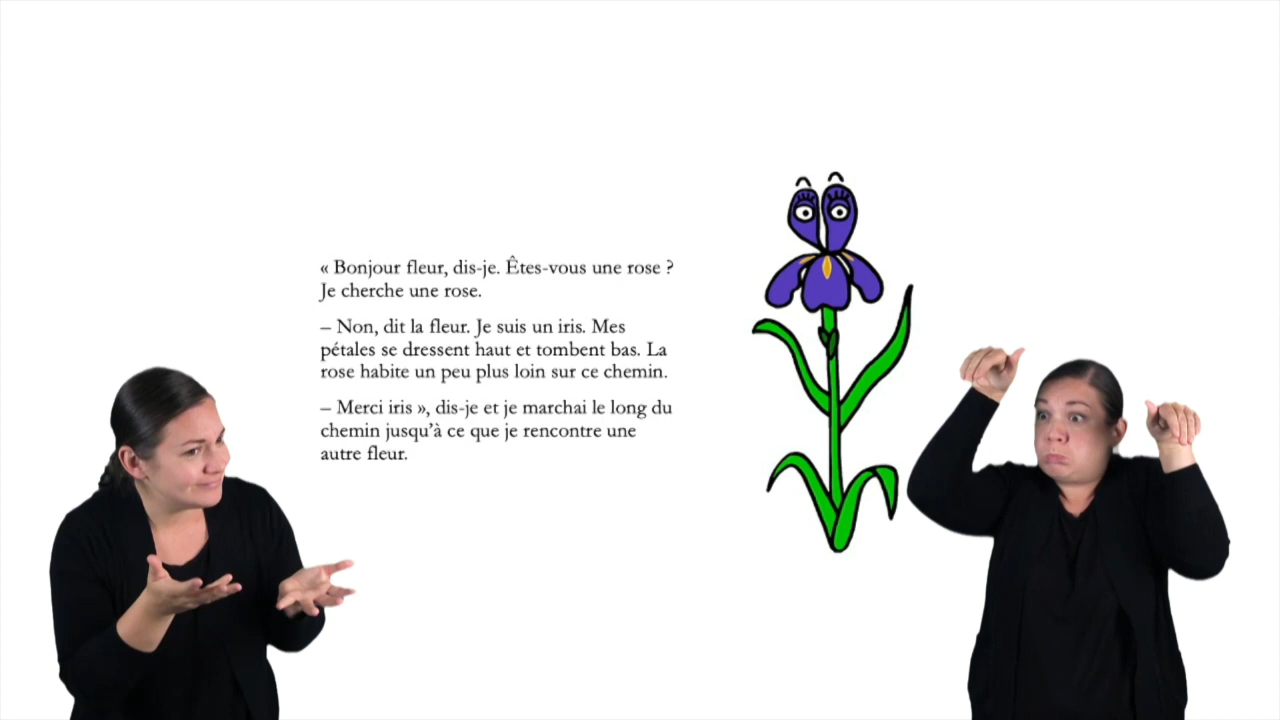 « Bonjour fleur, dis-je. Êtes-vous une rose ?
Je cherche une rose.
– Non, dit la fleur. Je suis un iris. Mes
pétales se dressent haut et tombent bas. La
rose habite un peu plus loin sur ce chemin.
– Merci iris », dis-je et je marchai le long du
chemin jusqu’à ce que je rencontre une
autre fleur.